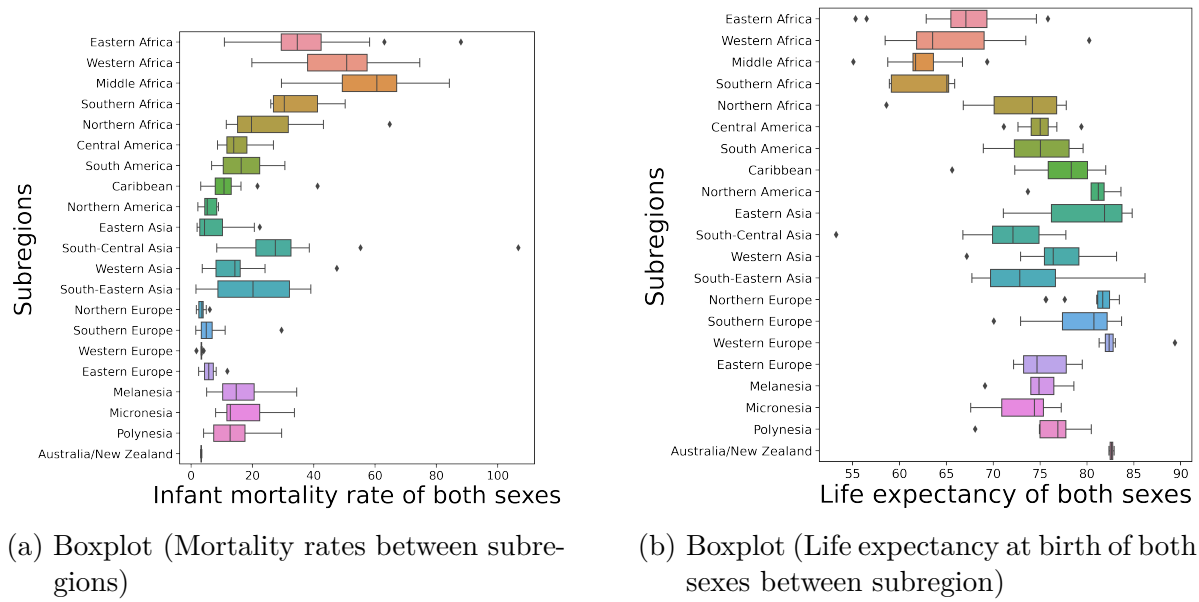 Subregions
Eastern Africa
Western Africa
Middle Africa
Southern Africa
Northern Africa
Central America
South America
Caribbean
Northern America
Eastern Asia
South-Central Asia
Western Asia
South-Eastern Asia
Northern Europe
Southern Europe
Western Europe
Eastern Europe
Melanesia
Micronesia
Polynesia
Australia/New Zealand
0 20 40 60 80 100
Infant mortality rate of both sexes
(a) Boxplot (Mortality rates between subre-
gions)
Subregions
Eastern Africa
Western Africa
Middle Africa
Southern Africa
Northern Africa
Central America
South America
Caribbean
Northern America
Eastern Asia
South-Central Asia
Western Asia
South-Eastern Asia
Northern Europe
Southern Europe
Western Europe
Eastern Europe
Melanesia
Micronesia
Polynesia
Australia/New Zealand
55 60 65 70 75 80 85 90
Life expectancy of both sexes
(b) Boxplot (Life expectancy at birth of both
sexes between subregion)